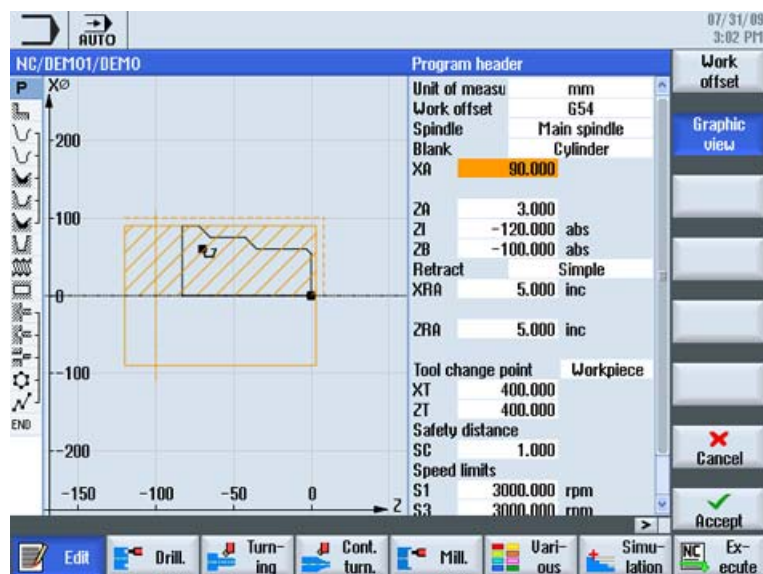 AUTO
07/31/09
3:02 PM
NC/DEMO1/DEMO
Program header
Work offset
P
XØ
Unit of measu mm
Work offset G54
Spindle Main spindle
Blank Cylinder
XA 90.000
ZA 3.000
ZI -120.000 abs
ZB -100.000 abs
Retract Simple
XRA 5.000 inc
ZRA 5.000 inc
Tool change point Workpiece
XT 400.000
ZT 400.000
Safety distance
SC 1.000
Speed limits
S1 3000.000 rpm
S3 3000.000 rpm
-200
-100
0
-100
-200
-150 -100 -50 0 Z
END
Graphic view
Cancel
Accept
>
Edit
Drill.
Turn-
ing
Cont.
turn.
Mill.
Vari-
ous
Simu-
lation
NC
Ex-
ecute